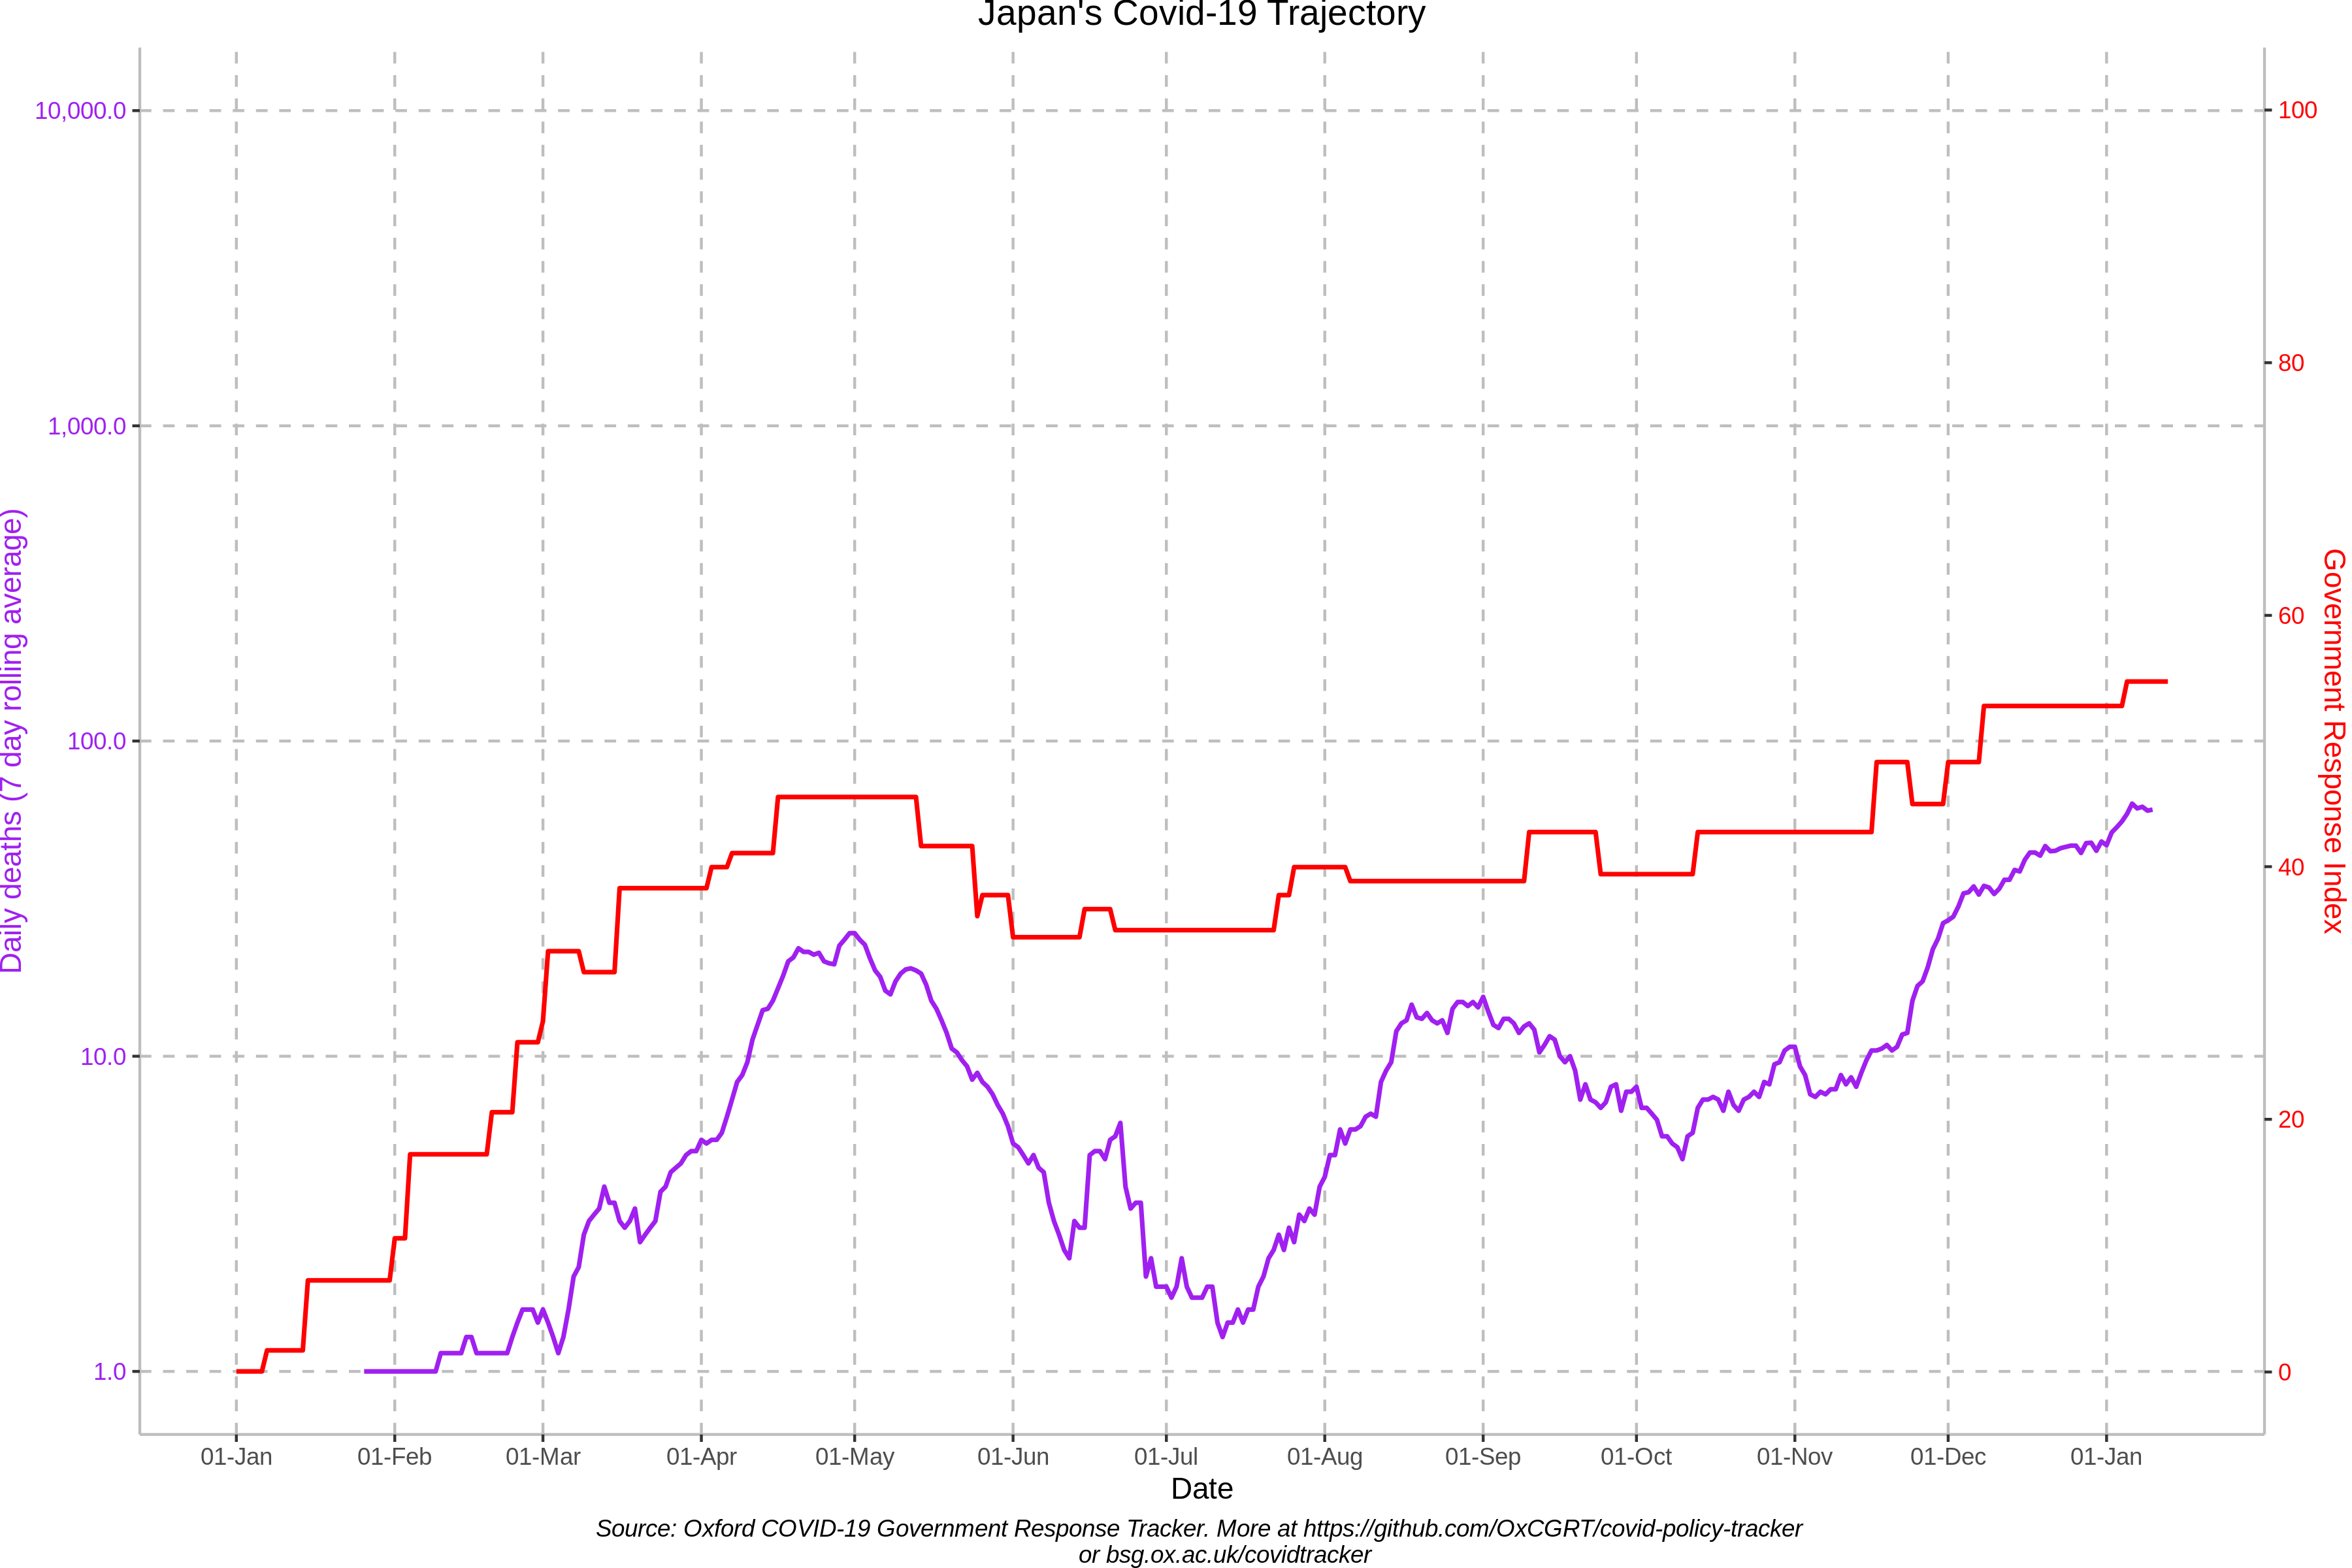 Japan's Covid-19 Trajectory
Daily deaths (7 day rolling average)
10,000.0
1,000.0
100.0
10.0
1.0
100
80
60
40
20
0
Government Response Index
01-Jan 01-Feb 01-Mar 01-Apr 01-May 01-Jun 01-Jul 01-Aug 01-Sep 01-Oct 01-Nov 01-Dec 01-Jan
Date
Source: Oxford COVID-19 Government Response Tracker. More at https://github.com/OxCGRT/covid-policy-tracker
or bsg.ox.ac.uk/covidtracker